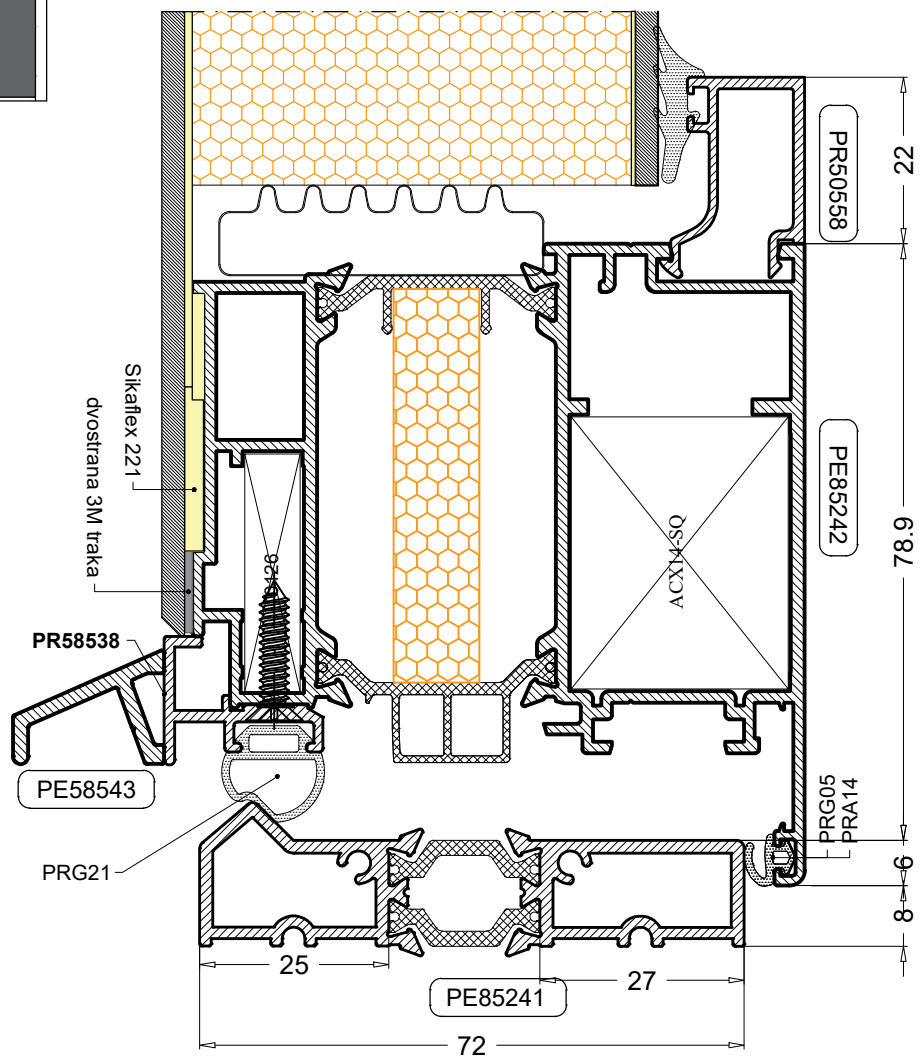 PR50558
22
PE85242
78.9
Sikaflex 221
dvostrana 3M traka
ACX14-SQ
PR58538
PE58543
PRG21
PRG05
PRA14
6
8
25
27
PE85241
72